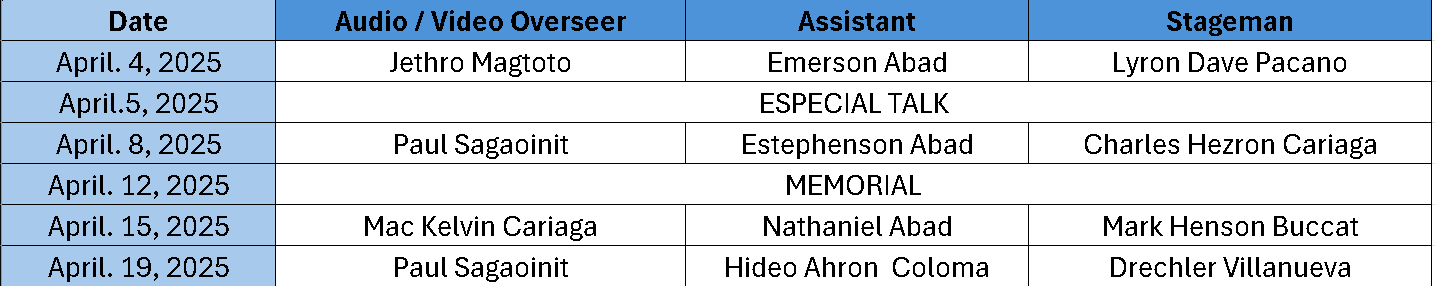 Date Audio / Video Overseer Assistant Stageman
April. 4, 2025 Jethro Magtoto Emerson Abad Lyron Dave Pacano
April.5, 2025 ESPECIAL TALK
April. 8, 2025 Paul Sagaoinit Estephenson Abad Charles Hezron Cariaga
April. 12, 2025 MEMORIAL
April. 15, 2025 Mac Kelvin Cariaga Nathaniel Abad Mark Henson Buccat
April. 19, 2025 Paul Sagaoinit Hideo Ahron  Coloma Drechler Villanueva